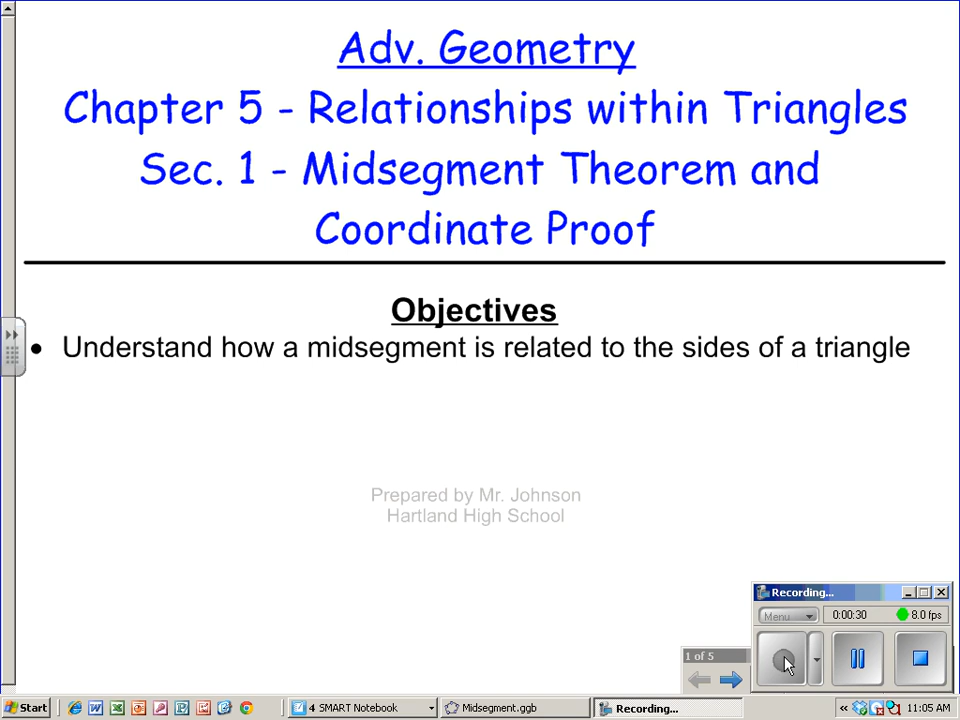 Adv. Geometry
Chapter 5 - Relationships within Triangles
Sec. 1 - Midsegment Theorem and
Coordinate Proof
Objectives
• Understand how a midsegment is related to the sides of a triangle
Prepared by Mr. Johnson
Hartland High School
Recording...
Menu 0:00:30 8.0 fps
1 of 5
Start 4 SMART Notebook Midsegment.ggb Recording... 11:05 AM